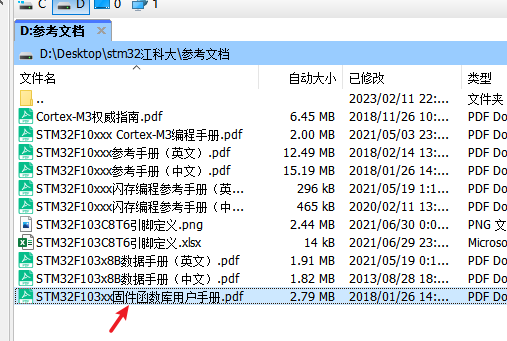 C D 0 1
D:参考文档
D:\Desktop\stm32江科大\参考文档
文件名 自动大小 已修改 类型
.. 2023/02/11 22:... 文件夹
Cortex-M3权威指南.pdf 6.45 MB 2018/11/26 10:... PDF Do
STM32F10xxx Cortex-M3编程手册.pdf 2.00 MB 2021/05/03 23:... PDF Do
STM32F10xxx参考手册（英文）.pdf 12.49 MB 2018/02/14 13:... PDF Do
STM32F10xxx参考手册（中文）.pdf 15.19 MB 2018/01/26 14:... PDF Do
STM32F10xxx闪存编程参考手册（英... 296 kB 2021/05/19 1:1... PDF Do
STM32F10xxx闪存编程参考手册（中... 465 kB 2020/02/11 13:... PDF Do
STM32F103C8T6引脚定义.png 2.44 MB 2021/06/30 0:0... PNG 文
STM32F103C8T6引脚定义.xlsx 14 kB 2021/06/29 23:... Microso
STM32F103x8B数据手册（英文）.pdf 1.91 MB 2021/05/19 0:1... PDF Do
STM32F103x8B数据手册（中文）.pdf 1.82 MB 2013/08/28 18:... PDF Do
STM32F103xx固件函数库用户手册.pdf 2.79 MB 2018/01/26 14:... PDF Do